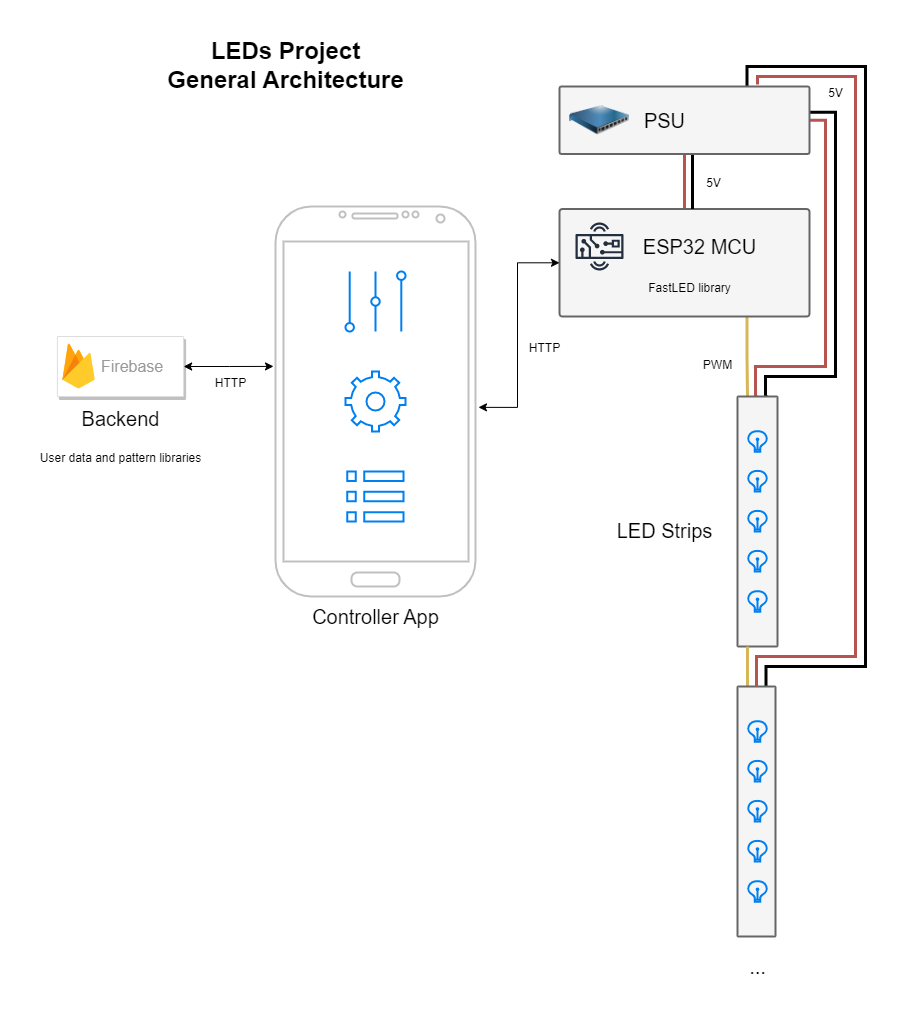 LEDs Project
General Architecture
5V
PSU
5V
ESP32 MCU
FastLED library
HTTP
PWM
Firebase
HTTP
Backend
User data and pattern libraries
LED Strips
Controller App
...